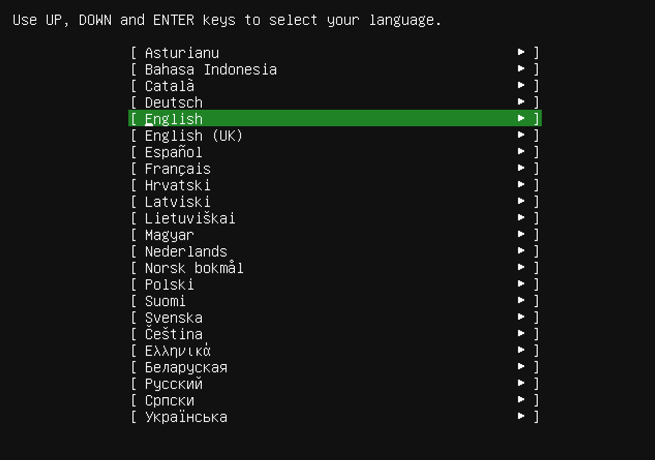 Use UP, DOWN and ENTER keys to select your language.
[ Asturianu ► ]
[ Bahasa Indonesia ► ]
[ Català ► ]
[ Deutsch ► ]
[ English ► ]
[ English (UK) ► ]
[ Español ► ]
[ Français ► ]
[ Hrvatski ► ]
[ Latviski ► ]
[ Lietuviškai ► ]
[ Magyar ► ]
[ Nederlands ► ]
[ Norsk bokmål ► ]
[ Polski ► ]
[ Suomi ► ]
[ Svenska ► ]
[ Čeština ► ]
[ Ελληνικά ► ]
[ Беларуская ► ]
[ Русский ► ]
[ Српски ► ]
[ Українська ► ]